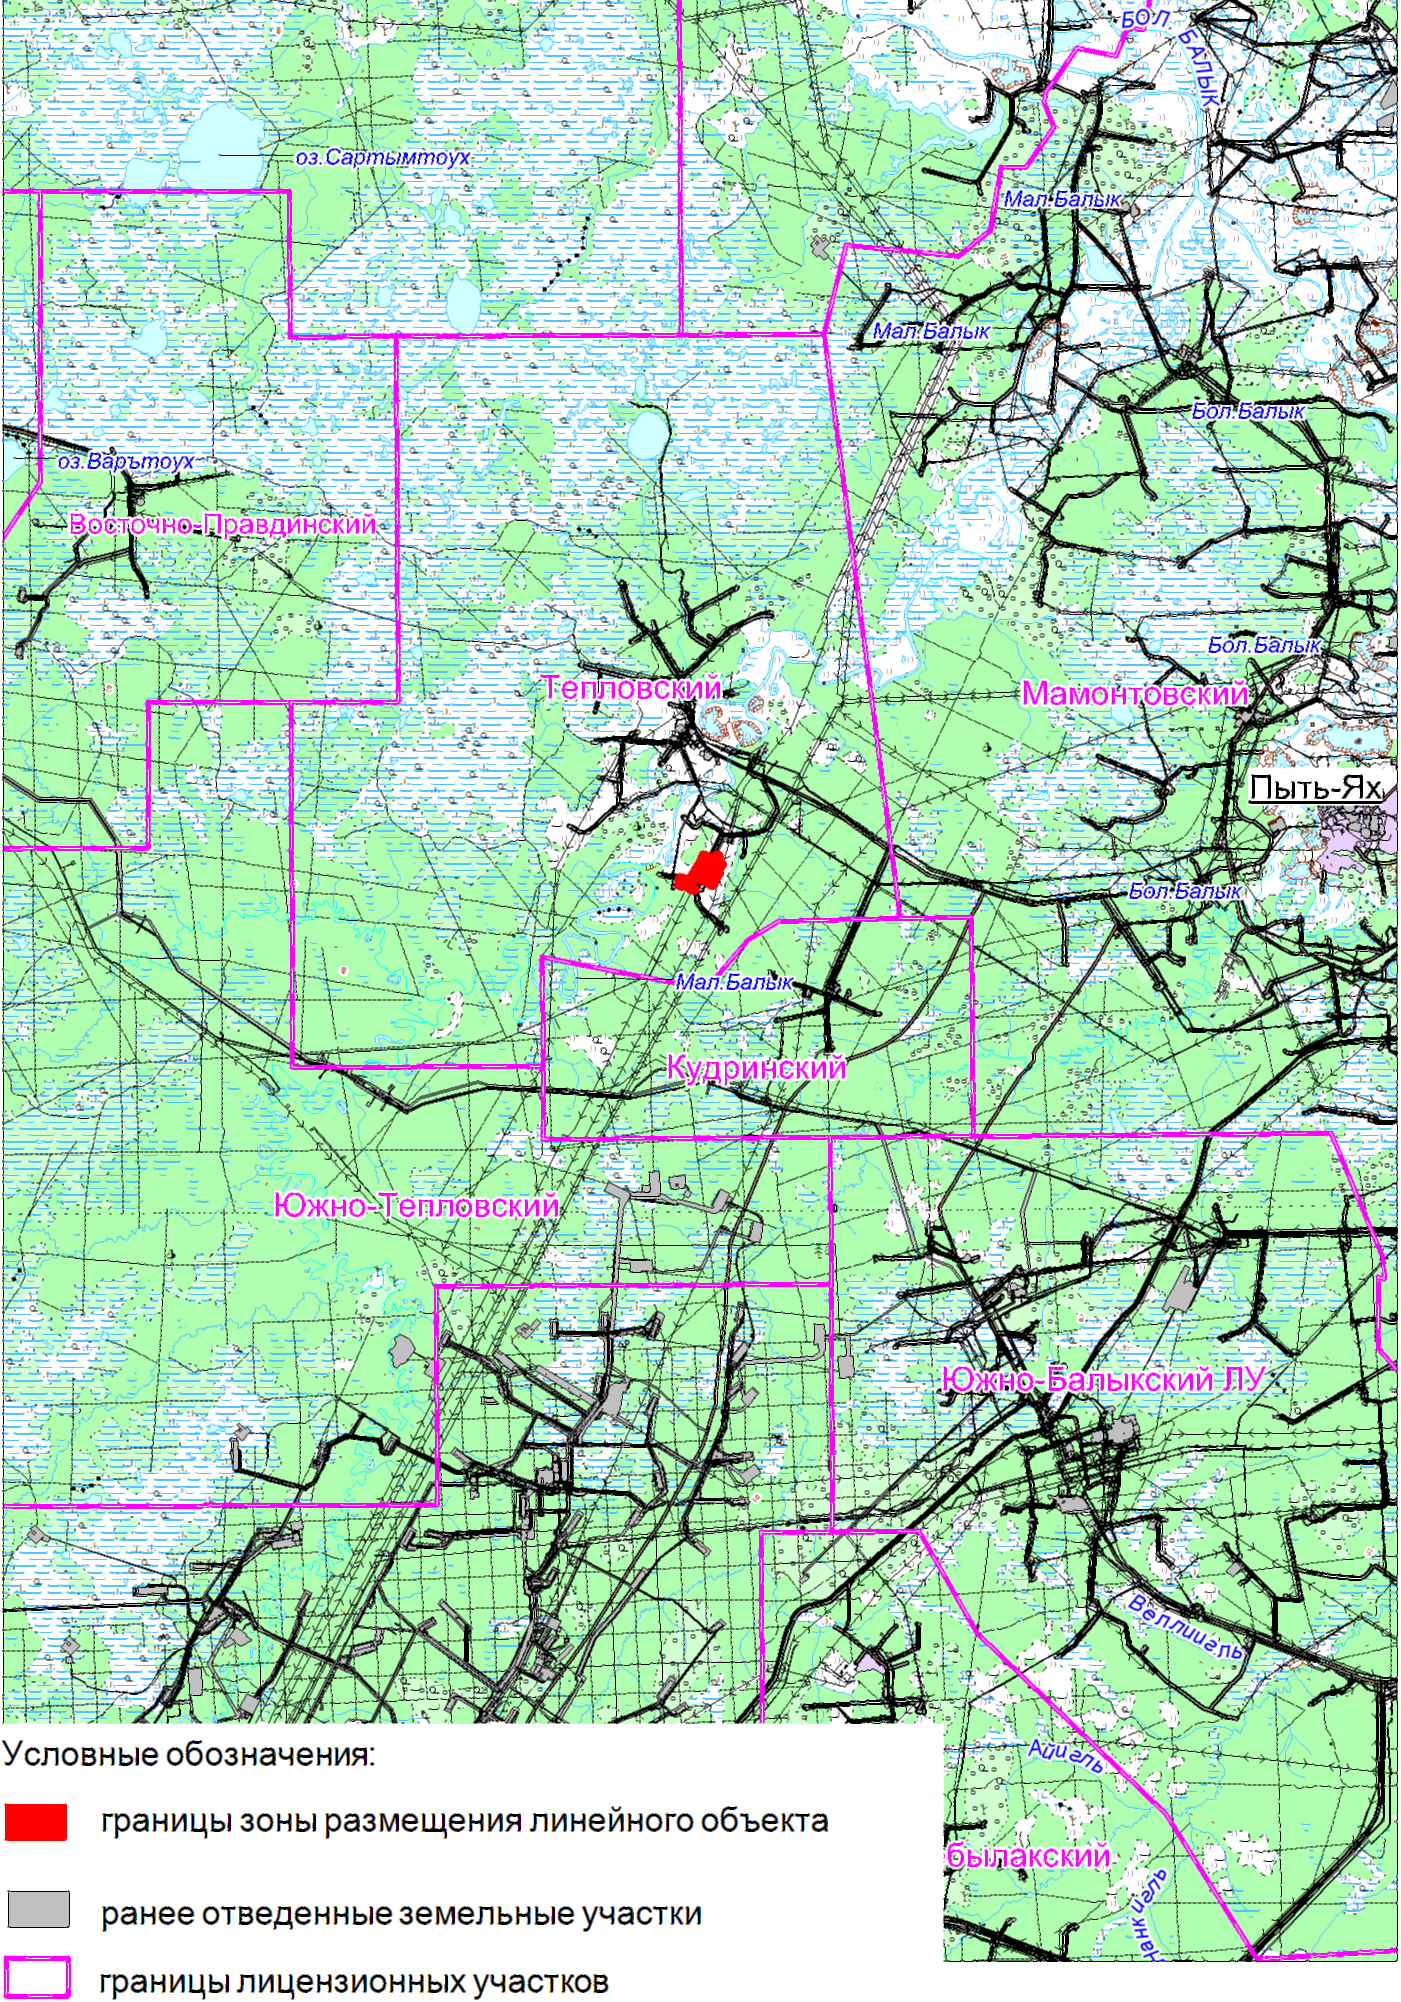 БОЛ. БАЛЫК
оз.Сартымтоух
Мал.Балык
Мал.Балык
Бол.Балык
оз.Варътоух
Восточно-Правдинский
Бол.Балык
Тепловский
Мамонтовский
Пыть-Ях
Бол.Балык
Мал.Балык
Кудринский
Южно-Тепловский
Южно-Балыкский ЛУ
Веллиигль
Айигль
былакский
Нанкигль
Условные обозначения:
границы зоны размещения линейного объекта
ранее отведенные земельные участки
границы лицензионных участков